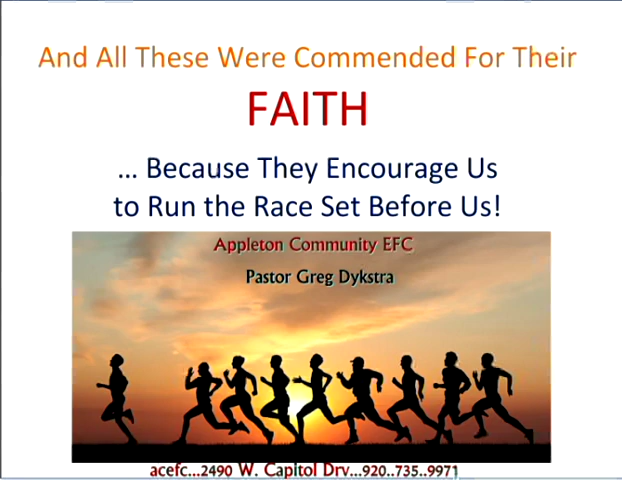 And All These Were Commended For Their
FAITH
... Because They Encourage Us
to Run the Race Set Before Us!
Appleton Community EFC
Pastor Greg Dykstra
acefc...2490 W. Capitol Drv...920..735..9971